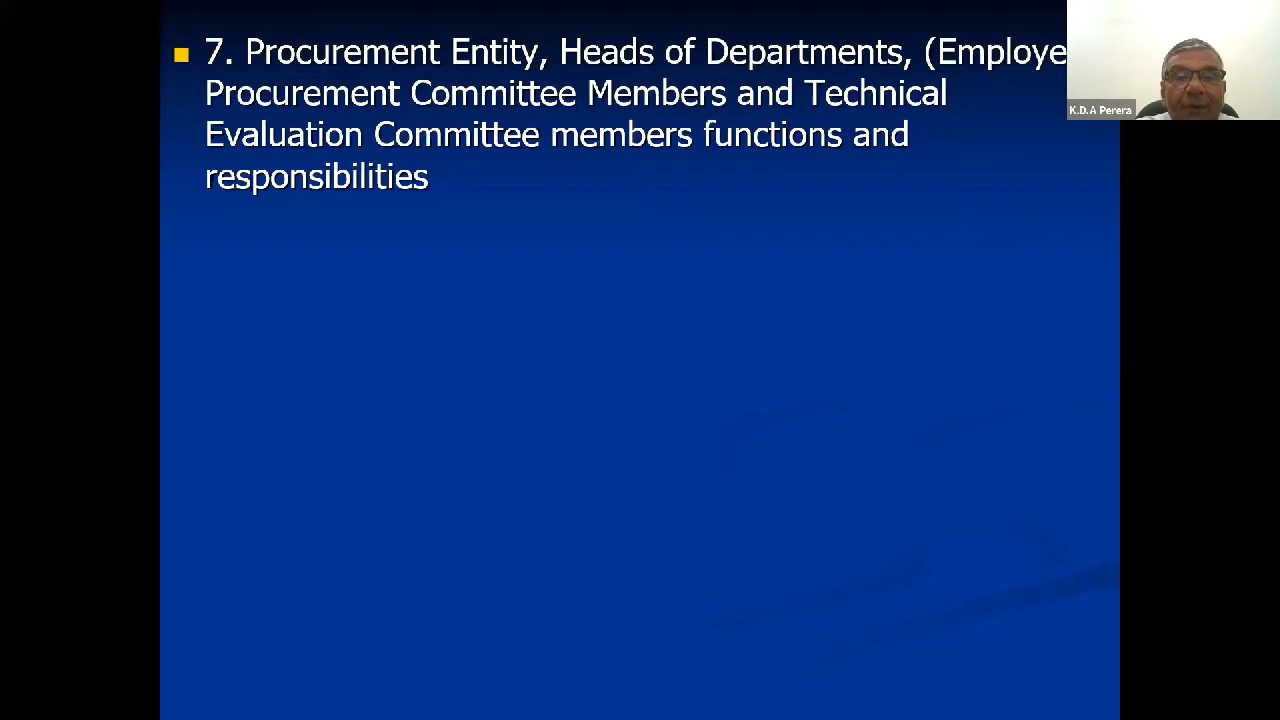 7. Procurement Entity, Heads of Departments, (Employe
Procurement Committee Members and Technical
Evaluation Committee members functions and
responsibilities
K.D.A Perera